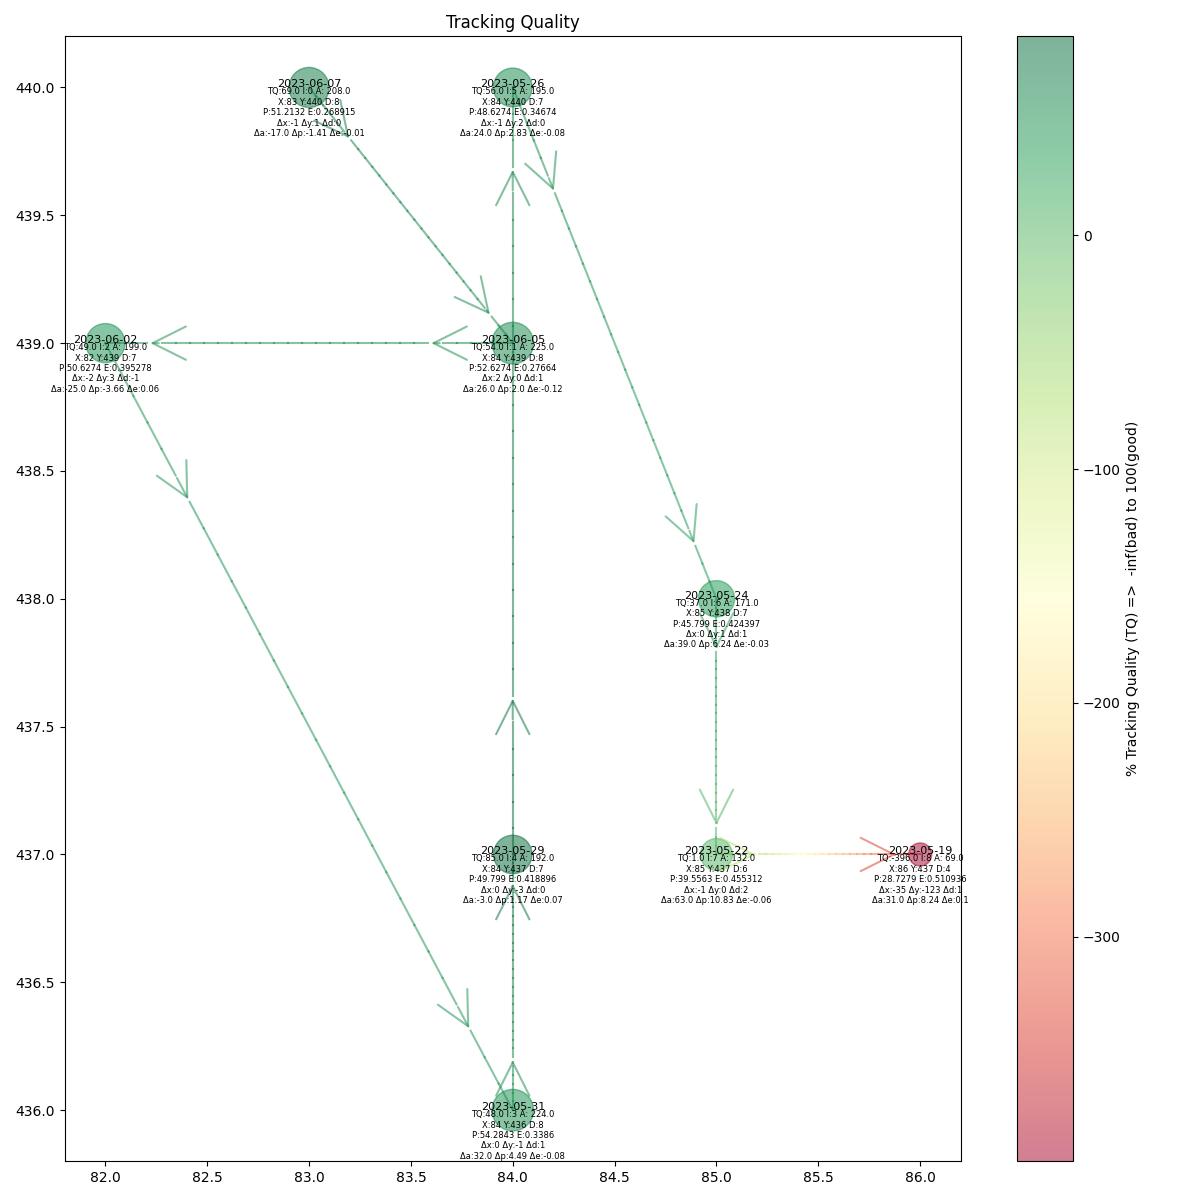 Tracking Quality
440.0
439.5
439.0
438.5
438.0
437.5
437.0
436.5
436.0
2023-06-07
TQ:69.0 I:0 A: 208.0
X:83 Y:440 D:8
P:51.2132 E:0.268915
Δx:-1 Δy:1 Δd:0
Δa:-17.0 Δp:-1.41 Δe:-0.01
2023-05-26
TQ:56.0 I:5 A: 195.0
X:84 Y:440 D:7
P:48.6274 E:0.34674
Δx:-1 Δy:2 Δd:0
Δa:24.0 Δp:2.83 Δe:-0.08
2023-06-02
TQ:49.0 I:2 A: 199.0
X:82 Y:439 D:7
P:50.6274 E:0.395278
Δx:-2 Δy:3 Δd:-1
Δa:-25.0 Δp:-3.66 Δe:0.06
2023-06-05
TQ:54.0 I:1 A: 225.0
X:84 Y:439 D:8
P:52.6274 E:0.27664
Δx:2 Δy:0 Δd:1
Δa:26.0 Δp:2.0 Δe:-0.12
2023-05-24
TQ:37.0 I:6 A: 171.0
X:85 Y:438 D:7
P:45.799 E:0.424397
Δx:0 Δy:1 Δd:1
Δa:39.0 Δp:6.24 Δe:-0.03
2023-05-29
TQ:85.0 I:4 A: 192.0
X:84 Y:437 D:7
P:49.799 E:0.418896
Δx:0 Δy:-3 Δd:0
Δa:-3.0 Δp:1.17 Δe:0.07
2023-05-22
TQ:1.0 I:7 A: 132.0
X:85 Y:437 D:6
P:39.5563 E:0.455312
Δx:-1 Δy:0 Δd:2
Δa:63.0 Δp:10.83 Δe:-0.06
2023-05-19
TQ:-396.0 I:8 A: 69.0
X:86 Y:437 D:4
P:28.7279 E:0.510936
Δx:-35 Δy:-123 Δd:1
Δa:31.0 Δp:8.24 Δe:0.1
2023-05-31
TQ:48.0 I:3 A: 224.0
X:84 Y:436 D:8
P:54.2843 E:0.3386
Δx:0 Δy:-1 Δd:1
Δa:32.0 Δp:4.49 Δe:-0.08
82.0
82.5
83.0
83.5
84.0
84.5
85.0
85.5
86.0
0
−100
−200
−300
% Tracking Quality (TQ) => -inf(bad) to 100(good)